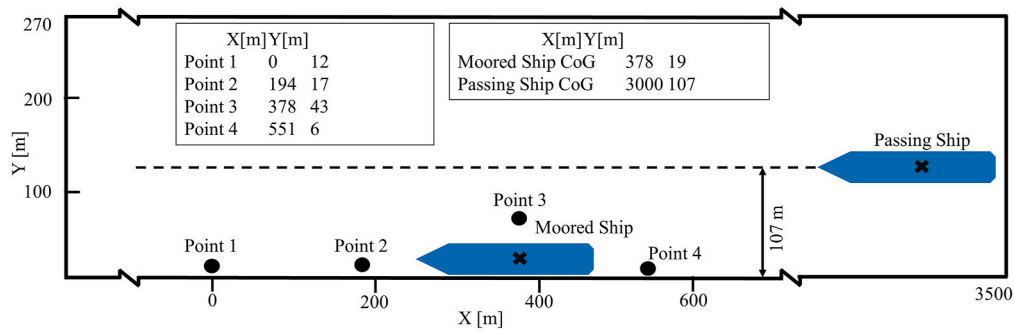 270
200
100
Y [m]
X[m]Y[m]
Point 1 0 12
Point 2 194 17
Point 3 378 43
Point 4 551 6
X[m]Y[m]
Moored Ship CoG 378 19
Passing Ship CoG 3000 107
Passing Ship
Point 3
Moored Ship
Point 1
Point 2
Point 4
107 m
0
200
400
600
3500
X [m]